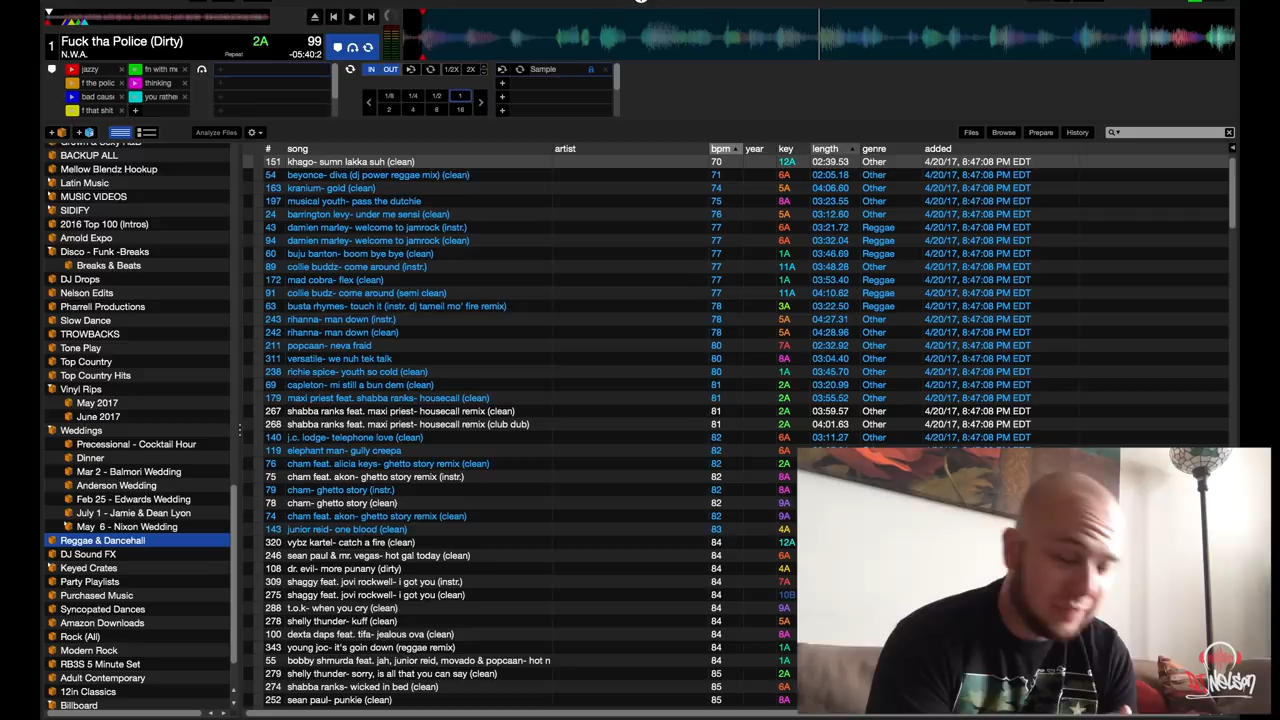 1 Fuck tha Police (Dirty) 2A 99
N.W.A. Repeat -05:40:2
jazzy fn with me IN OUT 1/2X 2X Sample
f the polic thinking
bad cause you rathe 1/8 1/4 1/2 1
f that shit 2 4 8 16
Analyze Files Files Browse Prepare History
# song artist bpm year key length genre added
BACKUP ALL
Mellow Blendz Hookup
Latin Music
MUSIC VIDEOS
SIDIFY
2016 Top 100 (Intros)
Arnold Expo
Disco - Funk -Breaks
Breaks & Beats
DJ Drops
Nelson Edits
Pharrell Productions
Slow Dance
TROWBACKS
Tone Play
Top Country
Top Country Hits
Vinyl Rips
May 2017
June 2017
Weddings
Precessional - Cocktail Hour
Dinner
Mar 2 - Balmori Wedding
Anderson Wedding
Feb 25 - Edwards Wedding
July 1 - Jamie & Dean Lyon
May 6 - Nixon Wedding
Reggae & Dancehall
DJ Sound FX
Keyed Crates
Party Playlists
Purchased Music
Syncopated Dances
Amazon Downloads
Rock (All)
Modern Rock
RB3S 5 Minute Set
Adult Contemporary
12in Classics
Billboard
151 khago- sumn lakka suh (clean) 70 12A 02:39.53 Other 4/20/17, 8:47:08 PM EDT
54 beyonce- diva (dj power reggae mix) (clean) 71 6A 02:05.18 Other 4/20/17, 8:47:08 PM EDT
163 kranium- gold (clean) 74 5A 04:06.60 Other 4/20/17, 8:47:08 PM EDT
197 musical youth- pass the dutchie 75 8A 03:23.55 Other 4/20/17, 8:47:08 PM EDT
24 barrington levy- under me sensi (clean) 76 5A 03:12.60 Other 4/20/17, 8:47:08 PM EDT
43 damien marley- welcome to jamrock (instr.) 77 6A 03:21.72 Reggae 4/20/17, 8:47:08 PM EDT
94 damien marley- welcome to jamrock (clean) 77 6A 03:32.04 Reggae 4/20/17, 8:47:08 PM EDT
60 buju banton- boom bye bye (clean) 77 1A 03:46.69 Reggae 4/20/17, 8:47:08 PM EDT
89 collie buddz- come around (instr.) 77 11A 03:48.28 Other 4/20/17, 8:47:08 PM EDT
172 mad cobra- flex (clean) 77 1A 03:53.40 Reggae 4/20/17, 8:47:08 PM EDT
91 collie budz- come around (semi clean) 77 11A 04:10.62 Reggae 4/20/17, 8:47:08 PM EDT
63 busta rhymes- touch it (instr. dj tameil mo' fire remix) 78 3A 03:22.50 Reggae 4/20/17, 8:47:08 PM EDT
243 rihanna- man down (instr.) 78 5A 04:27.31 Other 4/20/17, 8:47:08 PM EDT
242 rihanna- man down (clean) 78 5A 04:28.96 Other 4/20/17, 8:47:08 PM EDT
211 popcaan- neva fraid 80 7A 02:32.92 Other 4/20/17, 8:47:08 PM EDT
311 versatile- we nuh tek talk 80 8A 03:04.40 Other 4/20/17, 8:47:08 PM EDT
238 richie spice- youth so cold (clean) 80 1A 03:45.70 Other 4/20/17, 8:47:08 PM EDT
69 capleton- mi still a bun dem (clean) 81 2A 03:20.99 Other 4/20/17, 8:47:08 PM EDT
179 maxi priest feat. shabba ranks- housecall (clean) 81 2A 03:55.52 Other 4/20/17, 8:47:08 PM EDT
267 shabba ranks feat. maxi priest- housecall remix (clean) 81 2A 03:59.57 Other 4/20/17, 8:47:08 PM EDT
268 shabba ranks feat. maxi priest- housecall remix (club dub) 81 2A 04:01.63 Other 4/20/17, 8:47:08 PM EDT
140 j.c. lodge- telephone love (clean) 82 6A 03:11.27 Other 4/20/17, 8:47:08 PM EDT
119 elephant man- gully creepa 82 6A
76 cham feat. alicia keys- ghetto story remix (clean) 82 2A
75 cham feat. akon- ghetto story remix (instr.) 82 8A
79 cham- ghetto story (instr.) 82 8A
78 cham- ghetto story (clean) 82 9A
74 cham feat. akon- ghetto story remix (clean) 82 9A
143 junior reid- one blood (clean) 83 4A
320 vybz kartel- catch a fire (clean) 84 12A
246 sean paul & mr. vegas- hot gal today (clean) 84 6A
108 dr. evil- more punany (dirty) 84 4A
309 shaggy feat. jovi rockwell- i got you (instr.) 84 7A
275 shaggy feat. jovi rockwell- i got you (clean) 84 10B
288 t.o.k- when you cry (clean) 84 9A
278 shelly thunder- kuff (clean) 84 5A
100 dexta daps feat. tifa- jealous ova (clean) 84 8A
343 young joc- it's goin down (reggae remix) 84 1A
55 bobby shmurda feat. jah, junior reid, movado & popcaan- hot n 84 1A
279 shelly thunder- sorry, is all that you can say (clean) 85 2A
274 shabba ranks- wicked in bed (clean) 85 6A
252 sean paul- punkie (clean) 85 8A
DJ NELSON